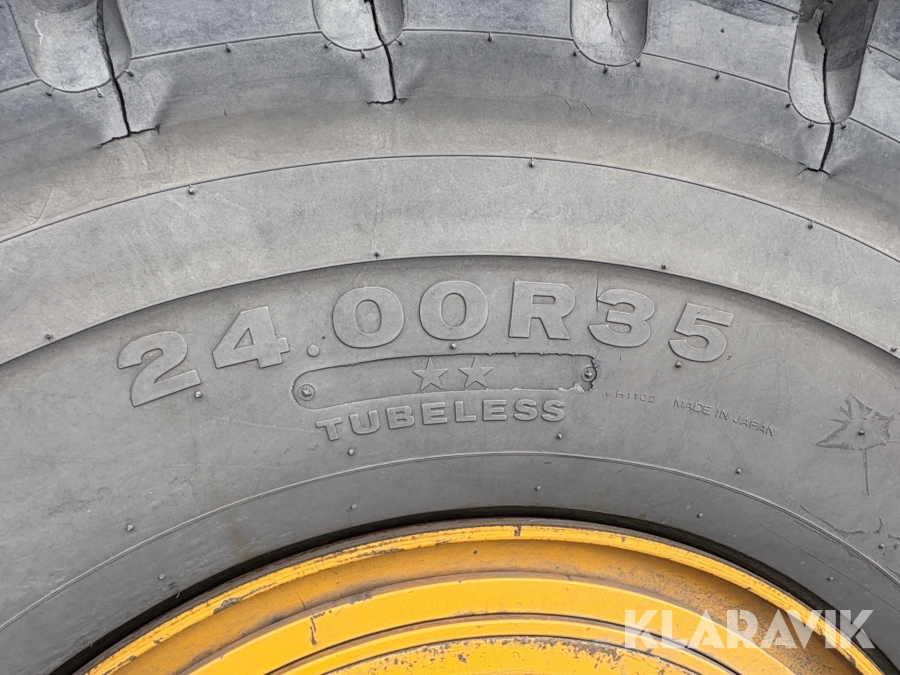 24.00R35
★★
TUBELESS
MADE IN JAPAN
KLARAVIK